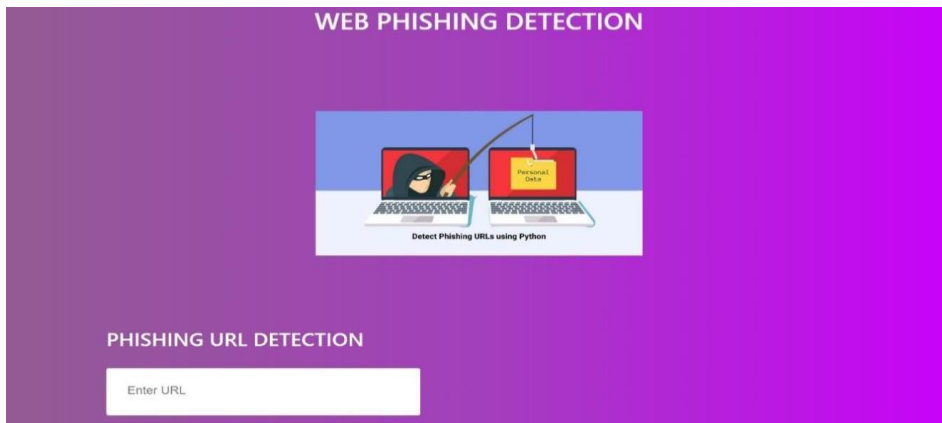 WEB PHISHING DETECTION
Personal
Data
Detect Phishing URLs using Python
PHISHING URL DETECTION
Enter URL